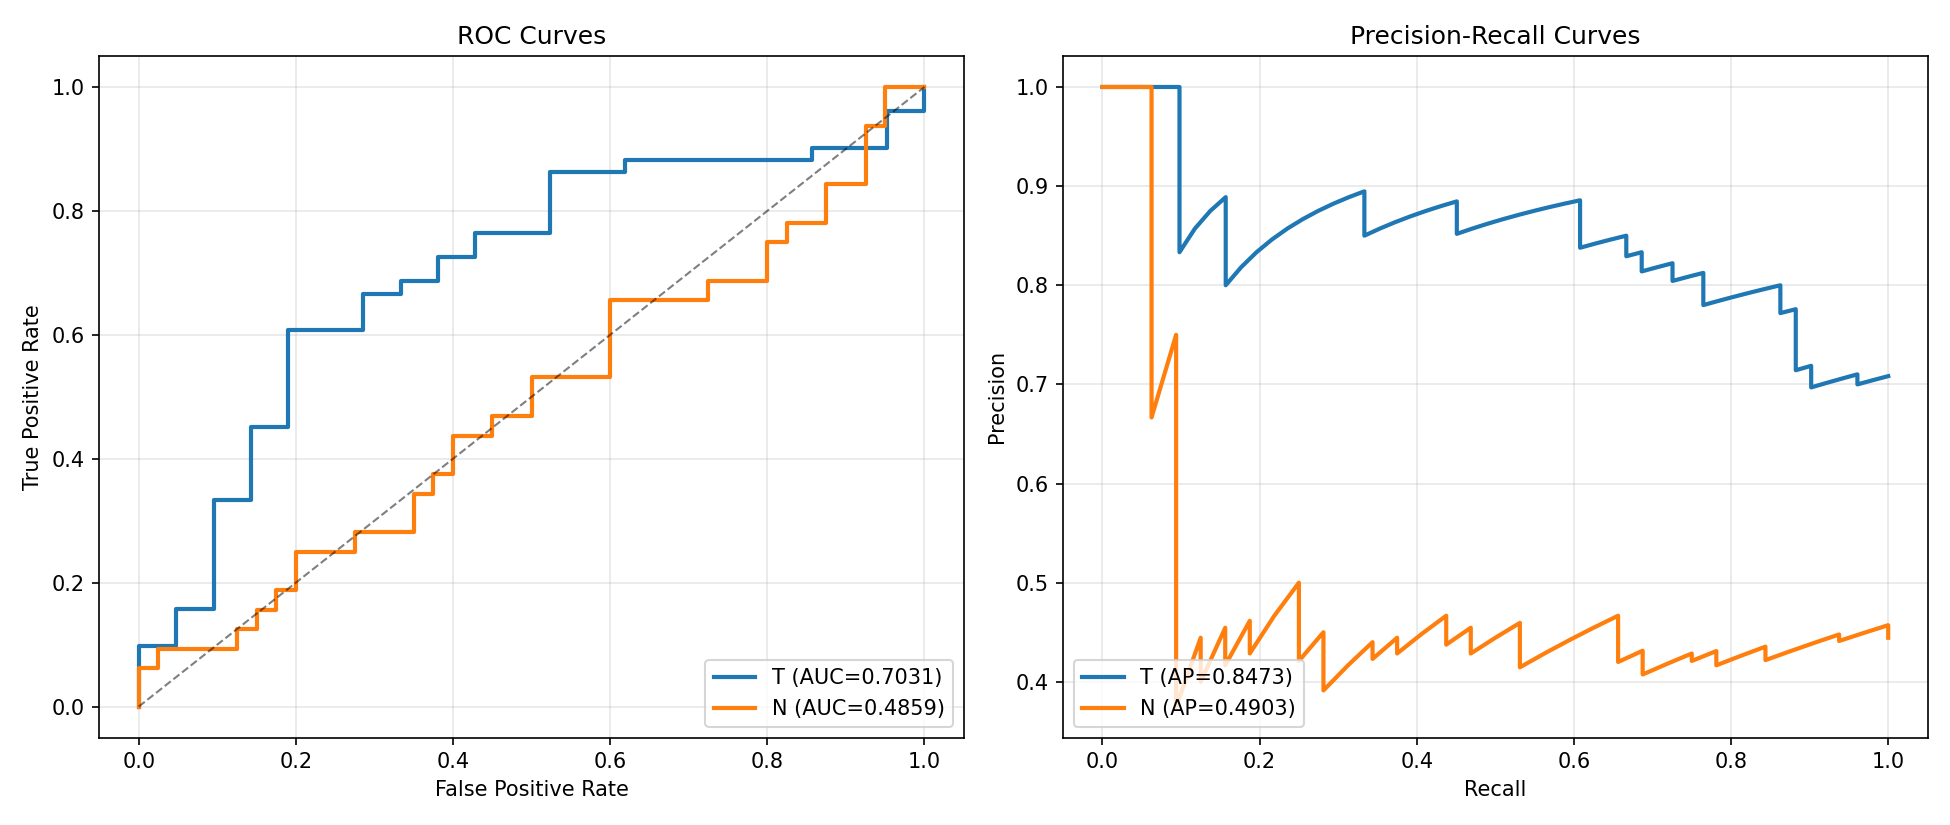 ROC Curves
True Positive Rate
1.0
0.8
0.6
0.4
0.2
0.0
T (AUC=0.7031)
N (AUC=0.4859)
0.0 0.2 0.4 0.6 0.8 1.0
False Positive Rate
Precision-Recall Curves
Precision
1.0
0.9
0.8
0.7
0.6
0.5
0.4
T (AP=0.8473)
N (AP=0.4903)
0.0 0.2 0.4 0.6 0.8 1.0
Recall